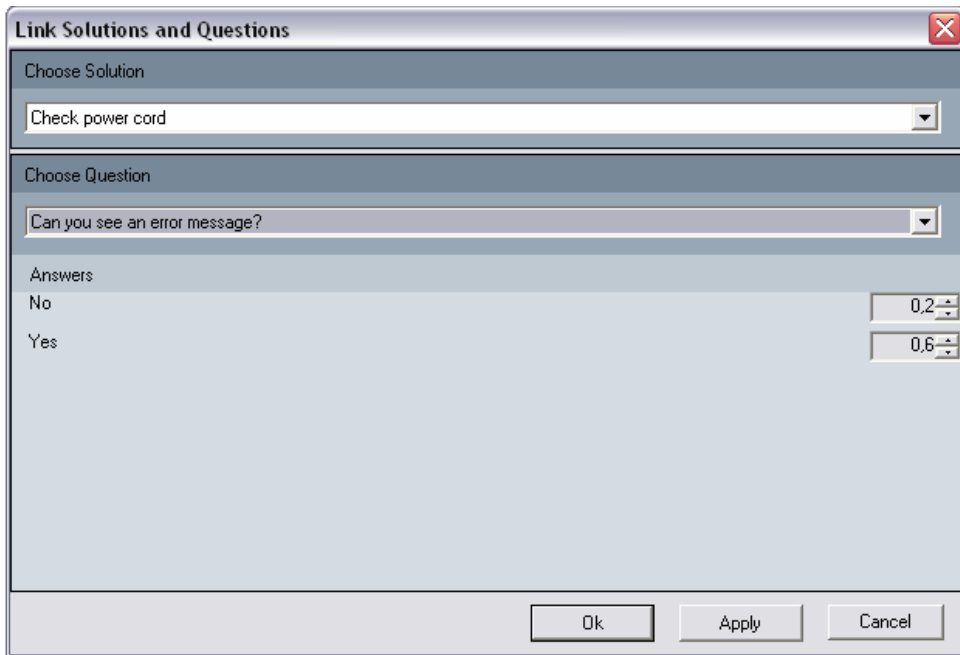 Link Solutions and Questions
Choose Solution
Check power cord
Choose Question
Can you see an error message?
Answers
No 0,2
Yes 0,6
Ok Apply Cancel